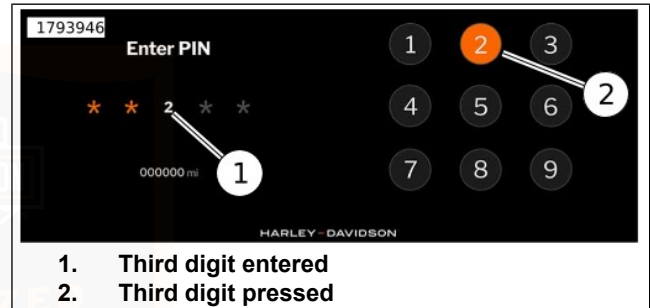 1793946
Enter PIN
1 2 3
* * 2 * *
4 5 6
2
000000 mi
1
7 8 9
HARLEY-DAVIDSON
1. Third digit entered
2. Third digit pressed